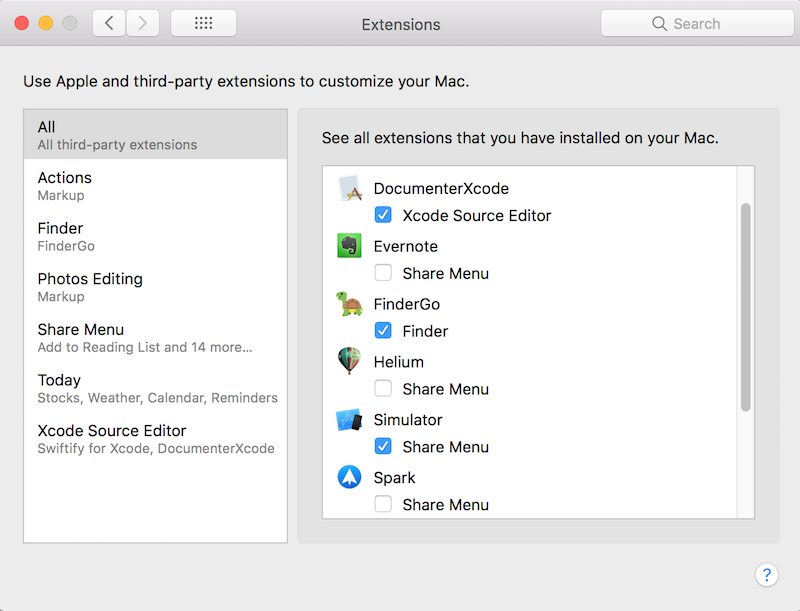 Extensions
Search
Use Apple and third-party extensions to customize your Mac.
All
All third-party extensions
Actions
Markup
Finder
FinderGo
Photos Editing
Markup
Share Menu
Add to Reading List and 14 more...
Today
Stocks, Weather, Calendar, Reminders
Xcode Source Editor
Swiftify for Xcode, DocumenterXcode
See all extensions that you have installed on your Mac.
DocumenterXcode
Xcode Source Editor
Evernote
Share Menu
FinderGo
Finder
Helium
Share Menu
Simulator
Share Menu
Spark
Share Menu
?